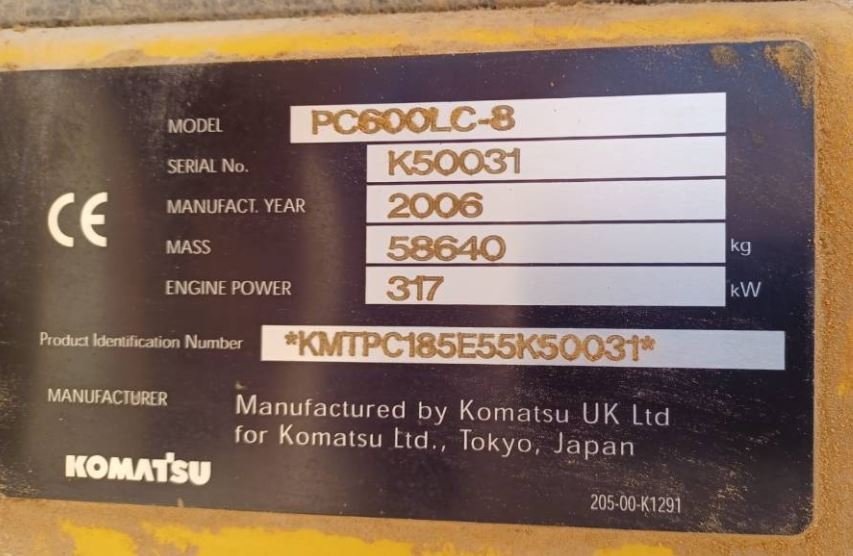 MODEL PC600LC-8
SERIAL No. K50031
MANUFACT. YEAR 2006
CE
MASS 58640 kg
ENGINE POWER 317 kW
Product Identification Number *KMTPC185E55K50031*
MANUFACTURER Manufactured by Komatsu UK Ltd
for Komatsu Ltd., Tokyo, Japan
KOMATSU
205-00-K1291